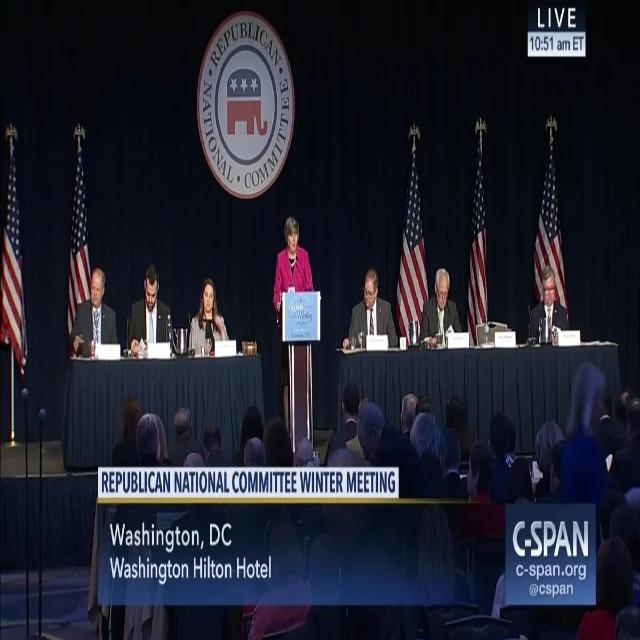 LIVE
10:51 am ET
REPUBLICAN
NATIONAL • COMMITTEE
REPUBLICAN NATIONAL COMMITTEE WINTER MEETING
Washington, DC
Washington Hilton Hotel
C-SPAN
c-span.org
@cspan